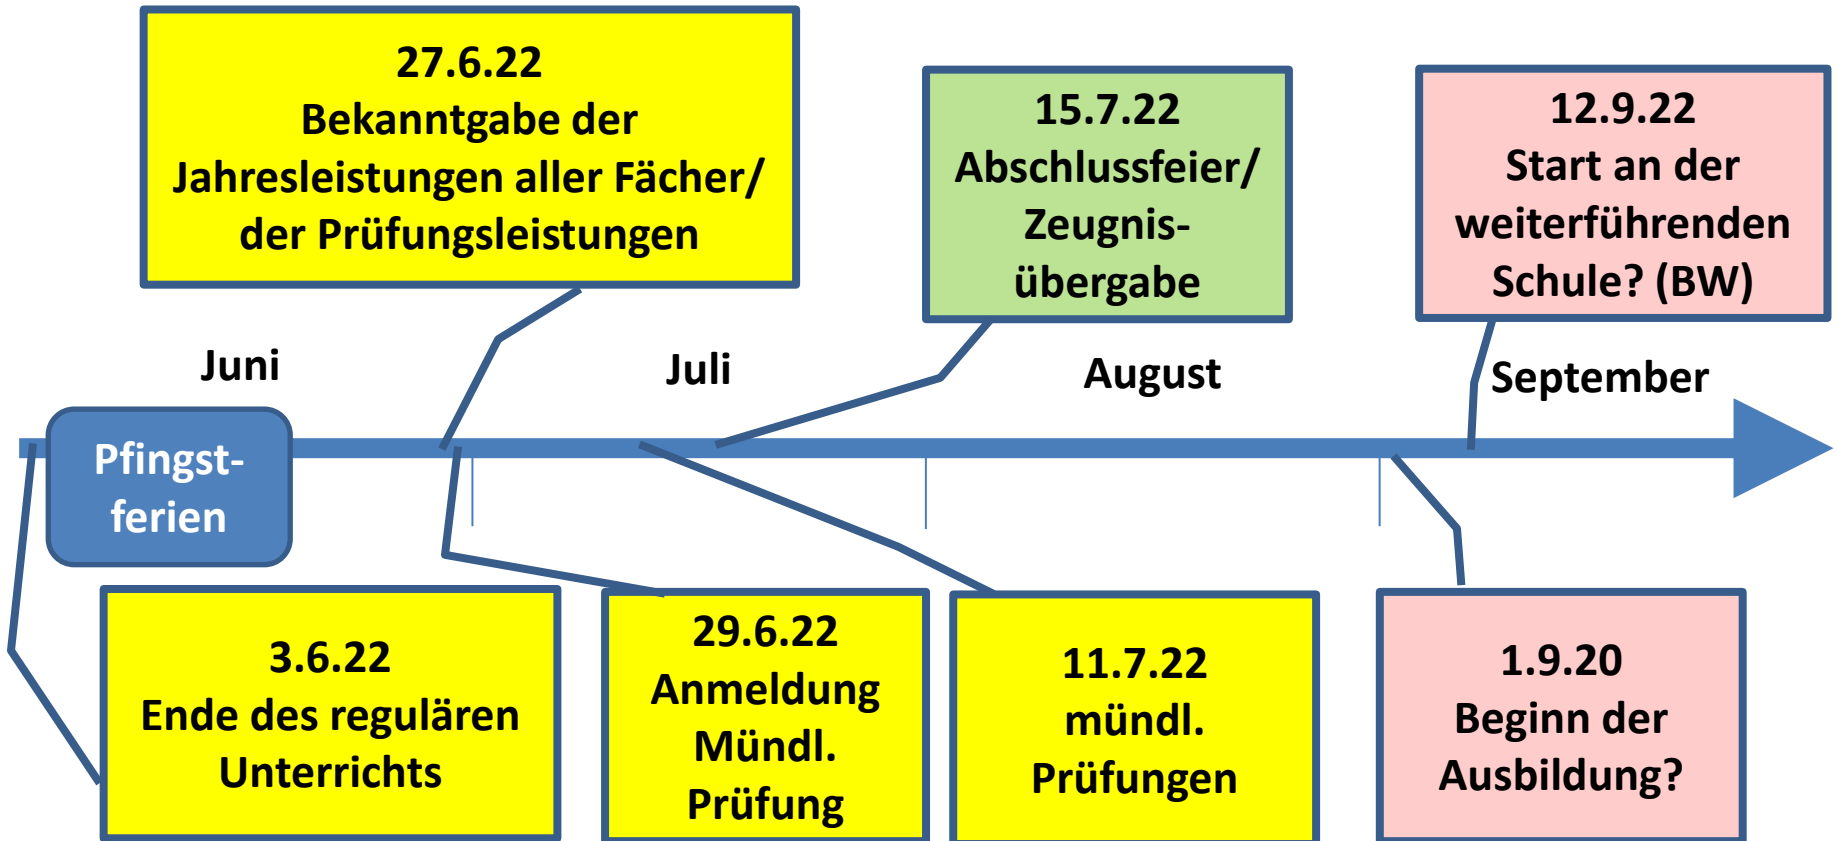 27.6.22
Bekanntgabe der
Jahresleistungen aller Fächer/
der Prüfungsleistungen
15.7.22
Abschlussfeier/
Zeugnis-
übergabe
12.9.22
Start an der
weiterführenden
Schule? (BW)
Juni
Juli
August
September
Pfingst-
ferien
3.6.22
Ende des regulären
Unterrichts
29.6.22
Anmeldung
Mündl.
Prüfung
11.7.22
mündl.
Prüfungen
1.9.20
Beginn der
Ausbildung?